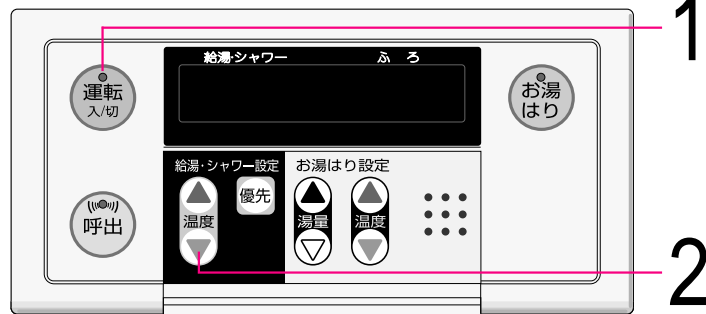 1
給湯・シャワー ふろ
運転
入/切
お湯
はり
給湯・シャワー設定 お湯はり設定
優先
温度 湯量 温度
呼出
2